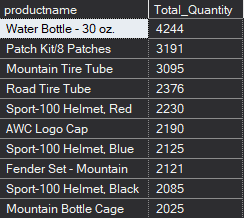 productname Total_Quantity
Water Bottle - 30 oz. 4244
Patch Kit/8 Patches 3191
Mountain Tire Tube 3095
Road Tire Tube 2376
Sport-100 Helmet, Red 2230
AWC Logo Cap 2190
Sport-100 Helmet, Blue 2125
Fender Set - Mountain 2121
Sport-100 Helmet, Black 2085
Mountain Bottle Cage 2025